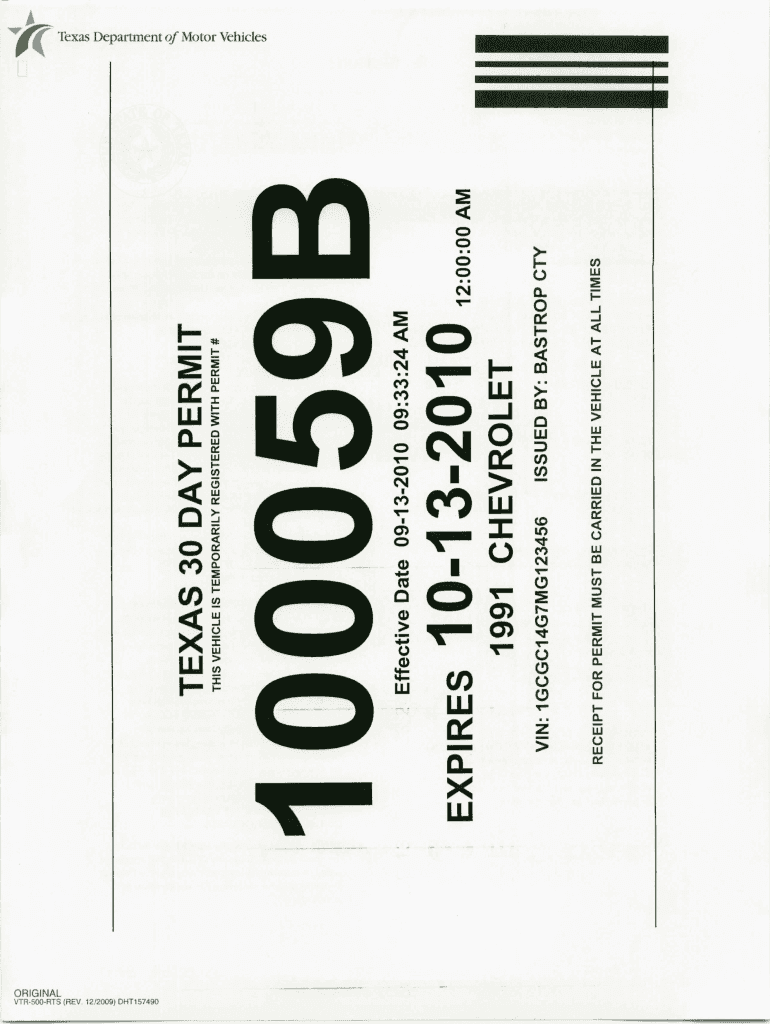 Texas Department of Motor Vehicles
TEXAS 30 DAY PERMIT
THIS VEHICLE IS TEMPORARILY REGISTERED WITH PERMIT #
10059B
Effective Date 09-13-2010 09:33:24 AM
EXPIRES 10-13-2010 12:00:00 AM
1991 CHEVROLET
VIN: 1GCGC14G7MG123456 ISSUED BY: BASTROP CTY
RECEIPT FOR PERMIT MUST BE CARRIED IN THE VEHICLE AT ALL TIMES
ORIGINAL
VTR-500-RTS (REV. 12/2009) DHT157490